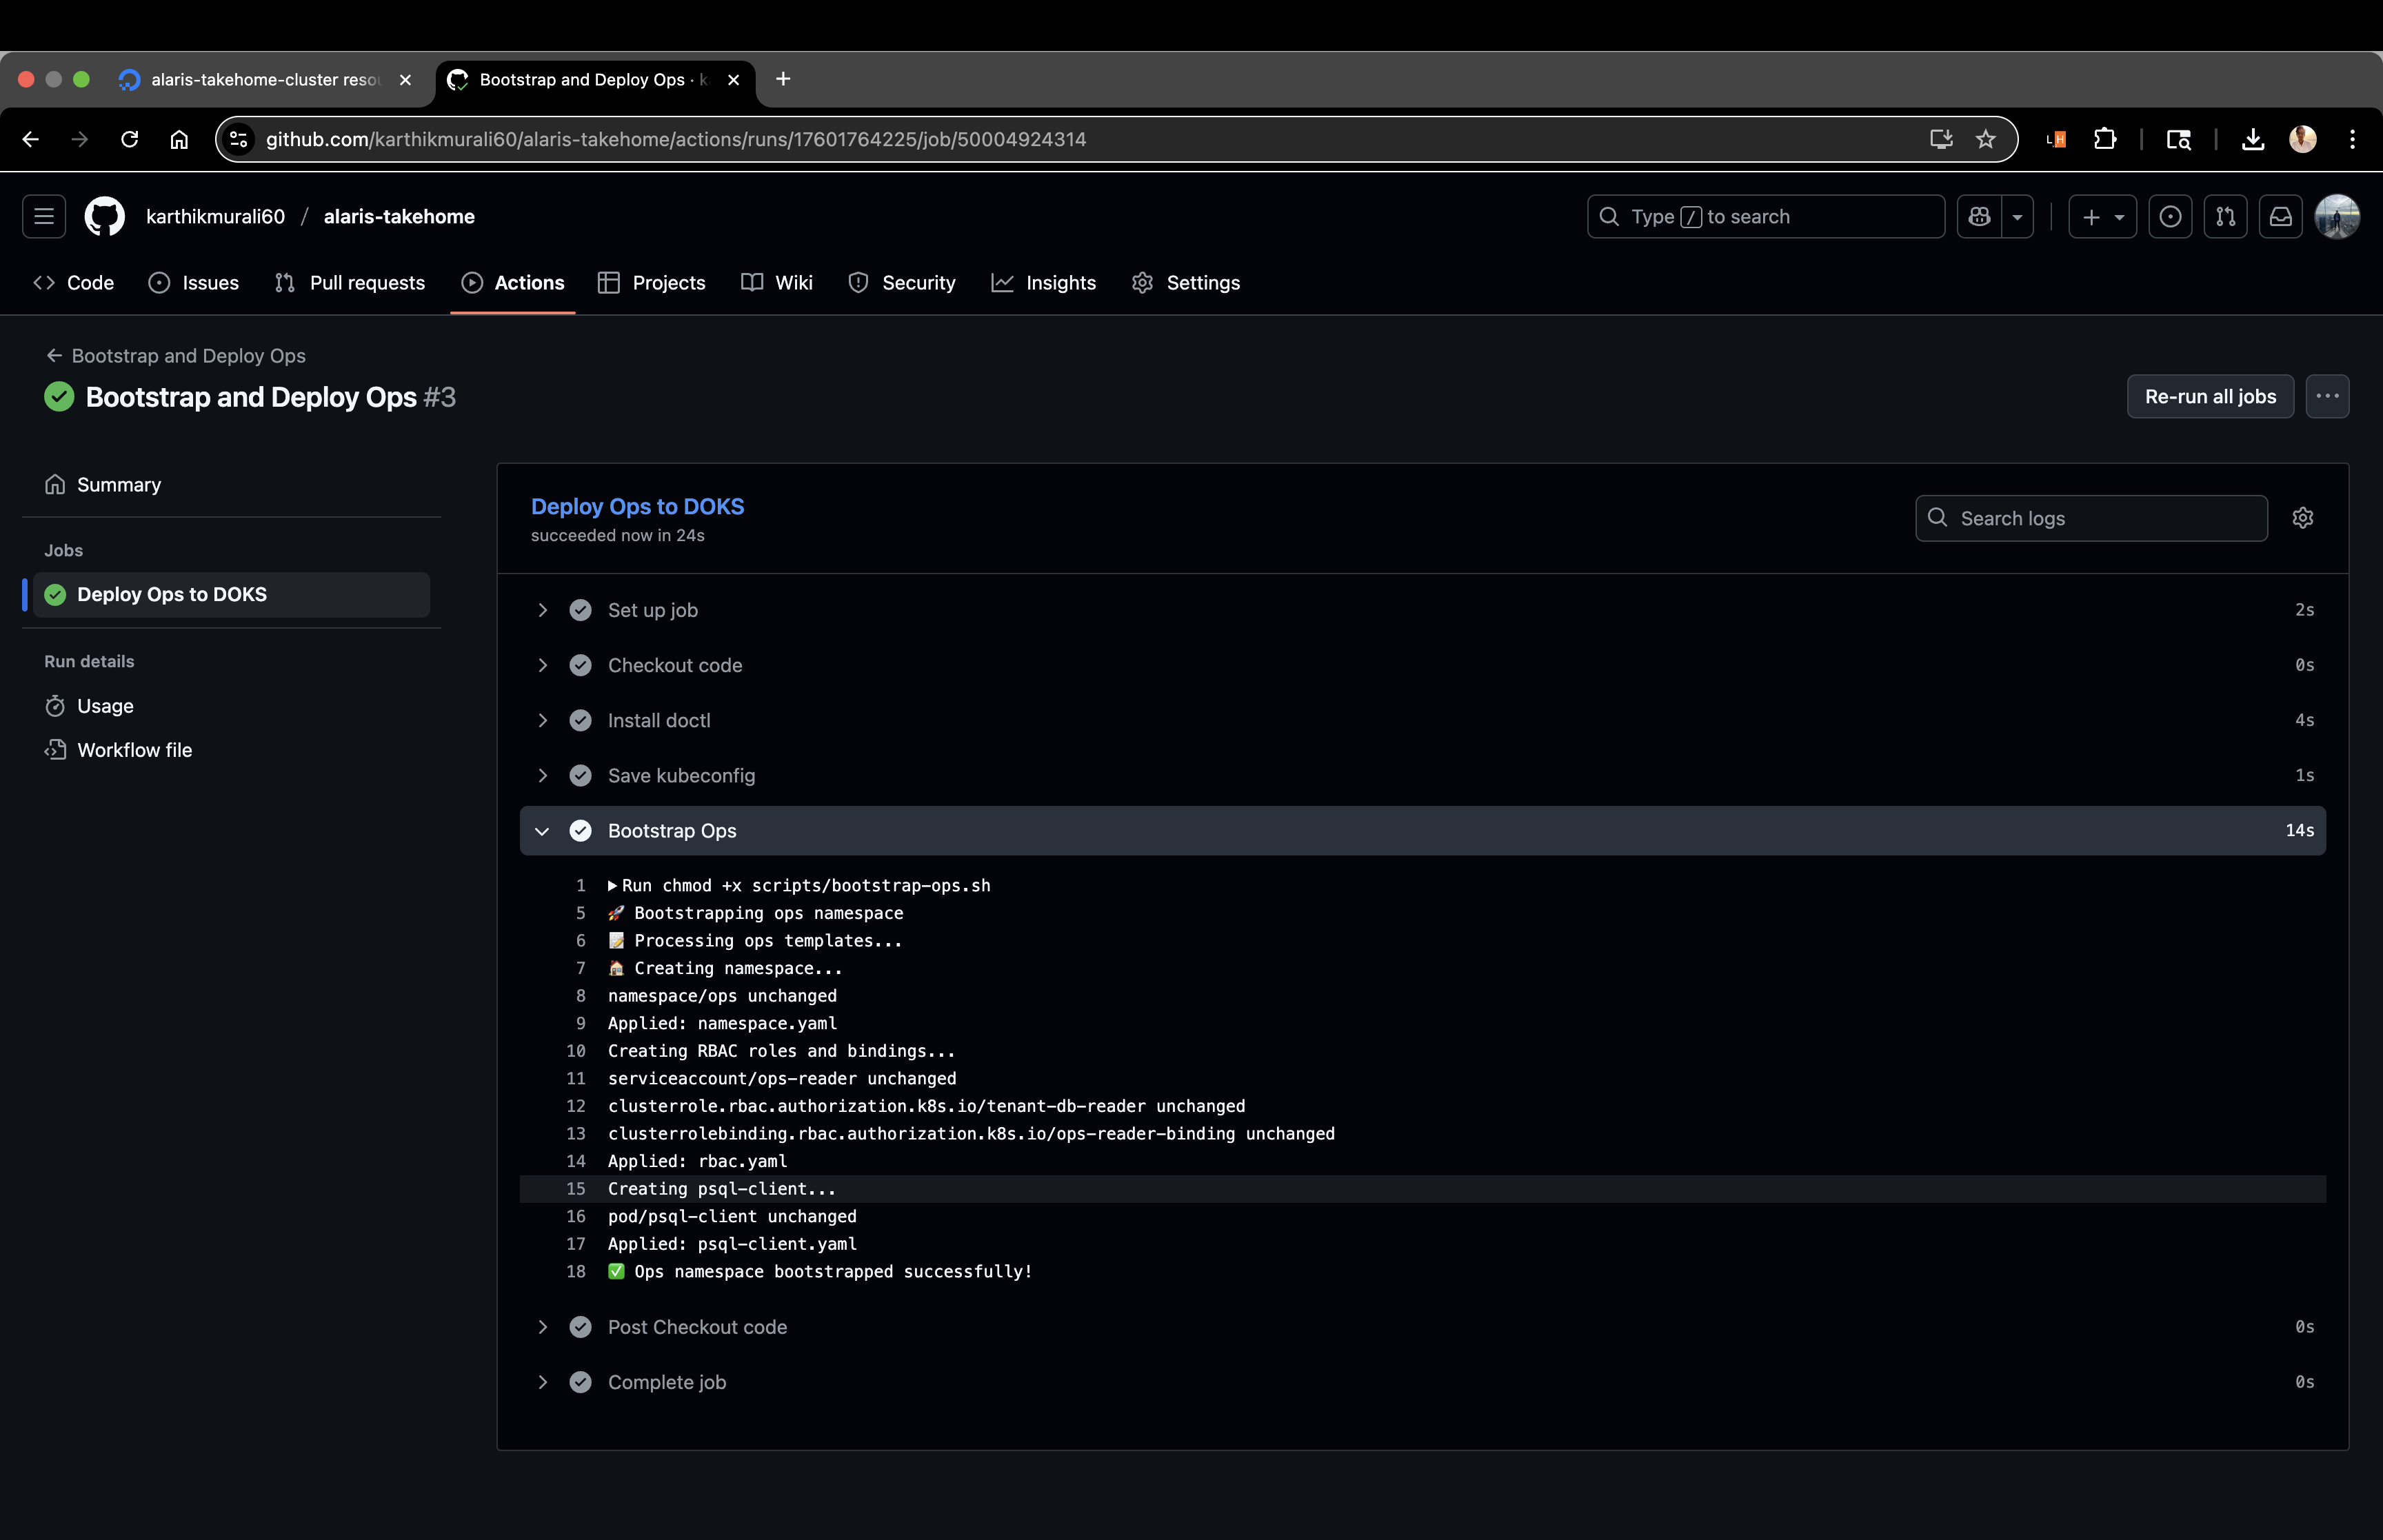 alaris-takehome-cluster resou
Bootstrap and Deploy Ops · k
github.com/karthikmurali60/alaris-takehome/actions/runs/17601764225/job/50004924314
karthikmurali60 / alaris-takehome
Type / to search
Code
Issues
Pull requests
Actions
Projects
Wiki
Security
Insights
Settings
Bootstrap and Deploy Ops
Bootstrap and Deploy Ops #3
Re-run all jobs
Summary
Jobs
Deploy Ops to DOKS
Run details
Usage
Workflow file
Deploy Ops to DOKS
succeeded now in 24s
Search logs
Set up job 2s
Checkout code 0s
Install doctl 4s
Save kubeconfig 1s
Bootstrap Ops 14s
1 Run chmod +x scripts/bootstrap-ops.sh
5 🚀 Bootstrapping ops namespace
6 📝 Processing ops templates...
7 🏠 Creating namespace...
8 namespace/ops unchanged
9 Applied: namespace.yaml
10 Creating RBAC roles and bindings...
11 serviceaccount/ops-reader unchanged
12 clusterrole.rbac.authorization.k8s.io/tenant-db-reader unchanged
13 clusterrolebinding.rbac.authorization.k8s.io/ops-reader-binding unchanged
14 Applied: rbac.yaml
15 Creating psql-client...
16 pod/psql-client unchanged
17 Applied: psql-client.yaml
18 ✅ Ops namespace bootstrapped successfully!
Post Checkout code 0s
Complete job 0s